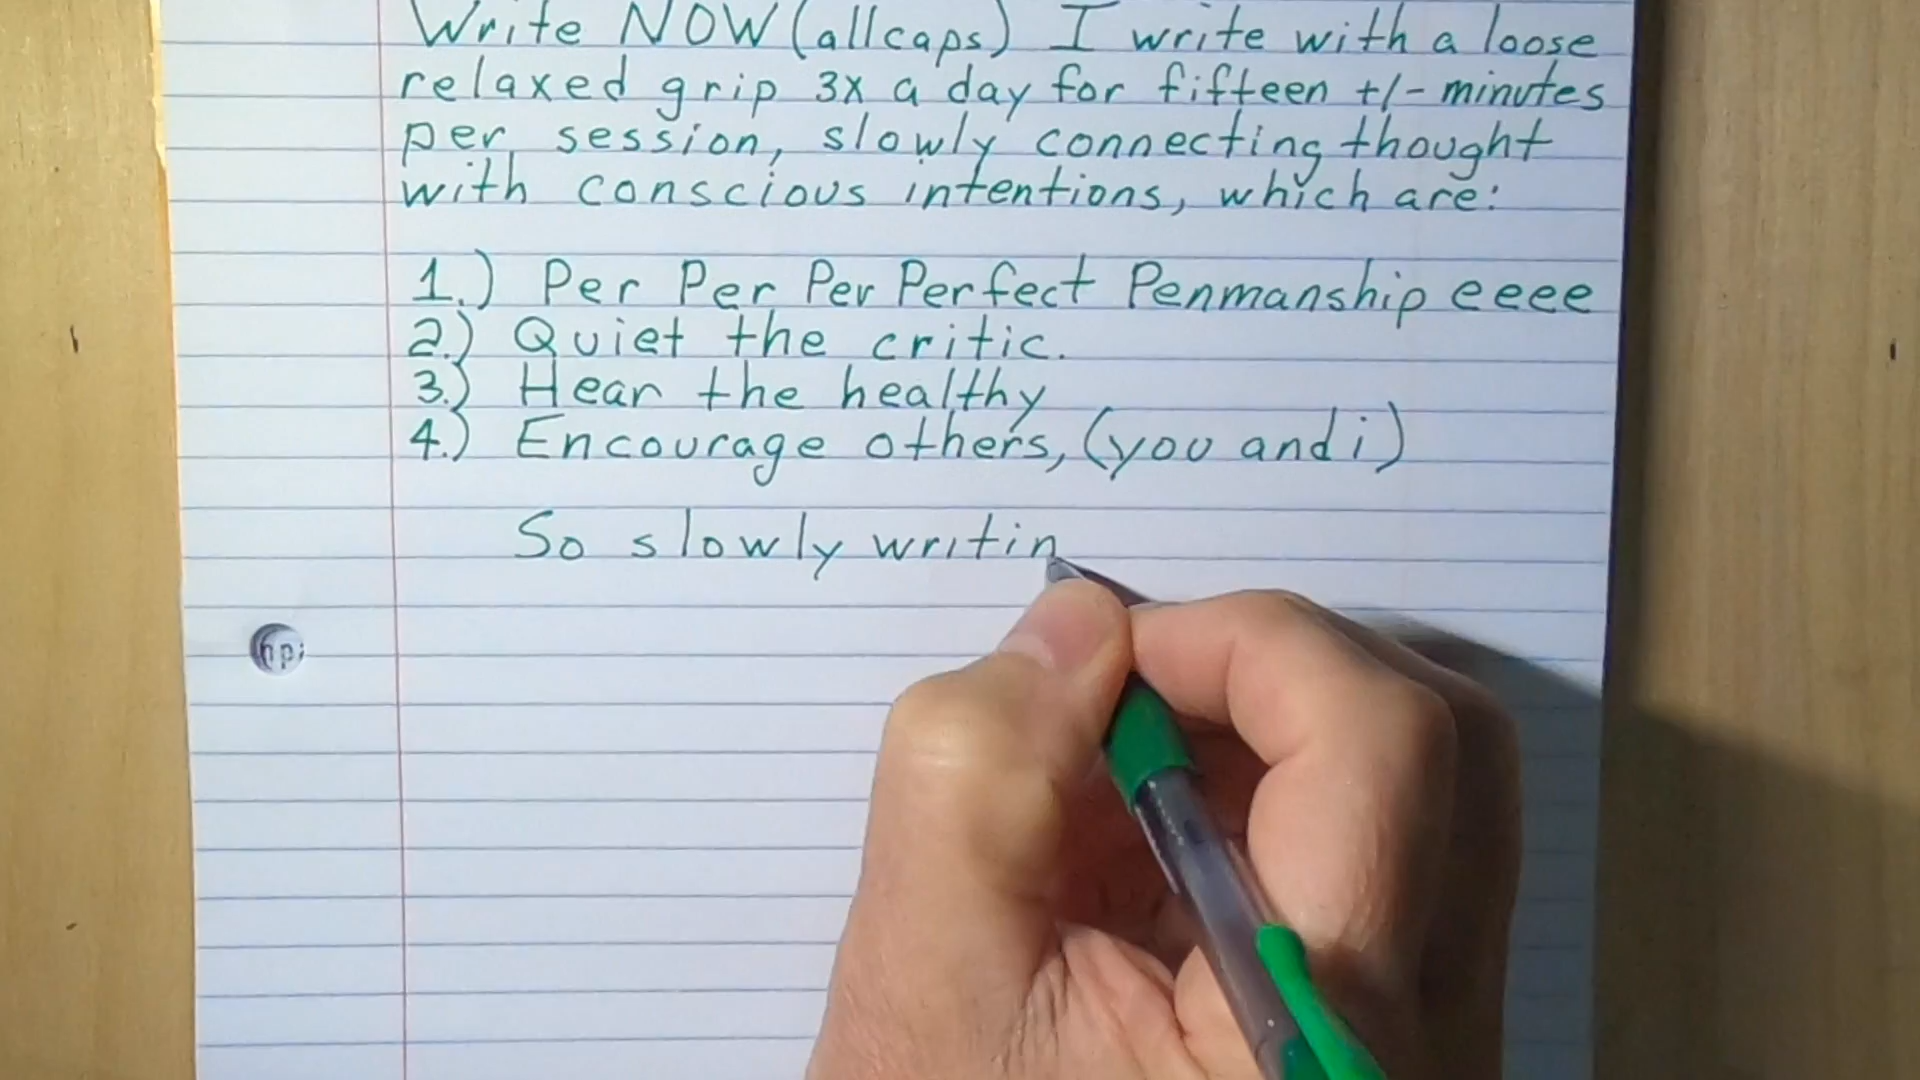 Write NOW (allcaps) I write with a loose
relaxed grip 3x a day for fifteen +/- minutes
per session, slowly connecting thought
with conscious intentions, which are:
1.) Per Per Per Perfect Penmanship eeee
2.) Quiet the critic.
3.) Hear the healthy
4.) Encourage others, (you and i)
So slowly writin